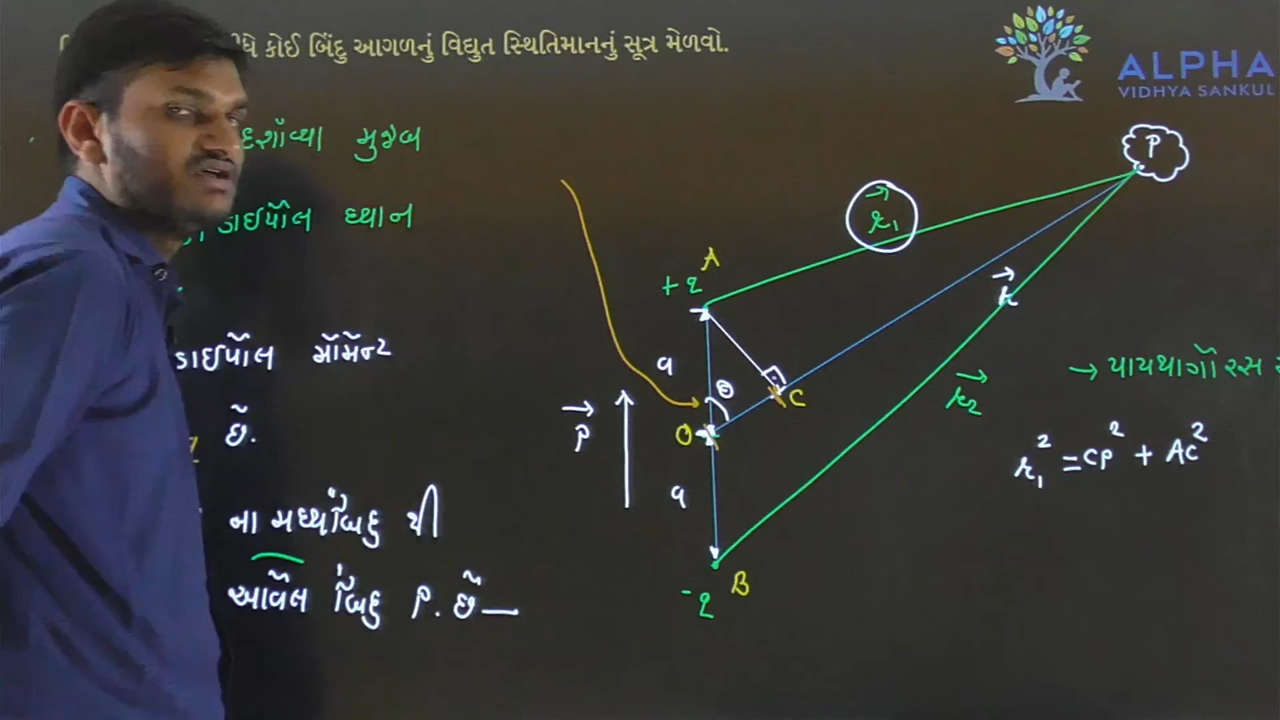 કોઈ બિંદુ આગળનું વિદ્યુત સ્થિતિમાનનું સૂત્ર મેળવો.
ALPHA
VIDHYA SANKUL
દર્શાવ્યા મુજબ
ડાઈપોલ ધ્યાન
ડાઈપોલ મોમેન્ટ
છે.
ના મધ્યબિંદુ થી
આવેલ બિંદુ P. છે
P
r₁
A
+q
a
θ
C
O
p
a
r
r₂
-q B
→ પાયથાગોરસ
r₁² = CP² + AC²